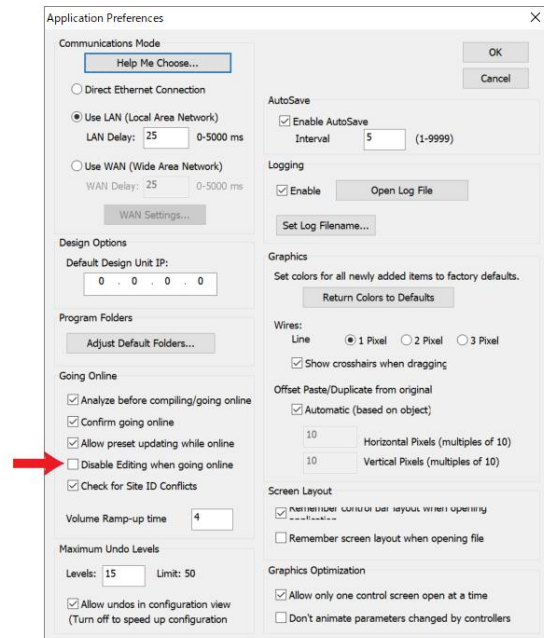 Application Preferences
Communications Mode
Help Me Choose...
Direct Ethernet Connection
Use LAN (Local Area Network)
LAN Delay: 25 0-5000 ms
Use WAN (Wide Area Network)
WAN Delay: 25 0-5000 ms
WAN Settings...
Design Options
Default Design Unit IP:
0 . 0 . 0 . 0
Program Folders
Adjust Default Folders...
Going Online
Analyze before compiling/going online
Confirm going online
Allow preset updating while online
Disable Editing when going online
Check for Site ID Conflicts
Volume Ramp-up time 4
Maximum Undo Levels
Levels: 15 Limit: 50
Allow undos in configuration view
(Turn off to speed up configuration
OK
Cancel
AutoSave
Enable AutoSave
Interval 5 (1-9999)
Logging
Enable Open Log File
Set Log Filename...
Graphics
Set colors for all newly added items to factory defaults.
Return Colors to Defaults
Wires:
Line 1 Pixel 2 Pixel 3 Pixel
Show crosshairs when dragging
Offset Paste/Duplicate from original
Automatic (based on object)
10 Horizontal Pixels (multiples of 10)
10 Vertical Pixels (multiples of 10)
Screen Layout
Remember control bar layout when opening
Remember screen layout when opening file
Graphics Optimization
Allow only one control screen open at a time
Don't animate parameters changed by controllers